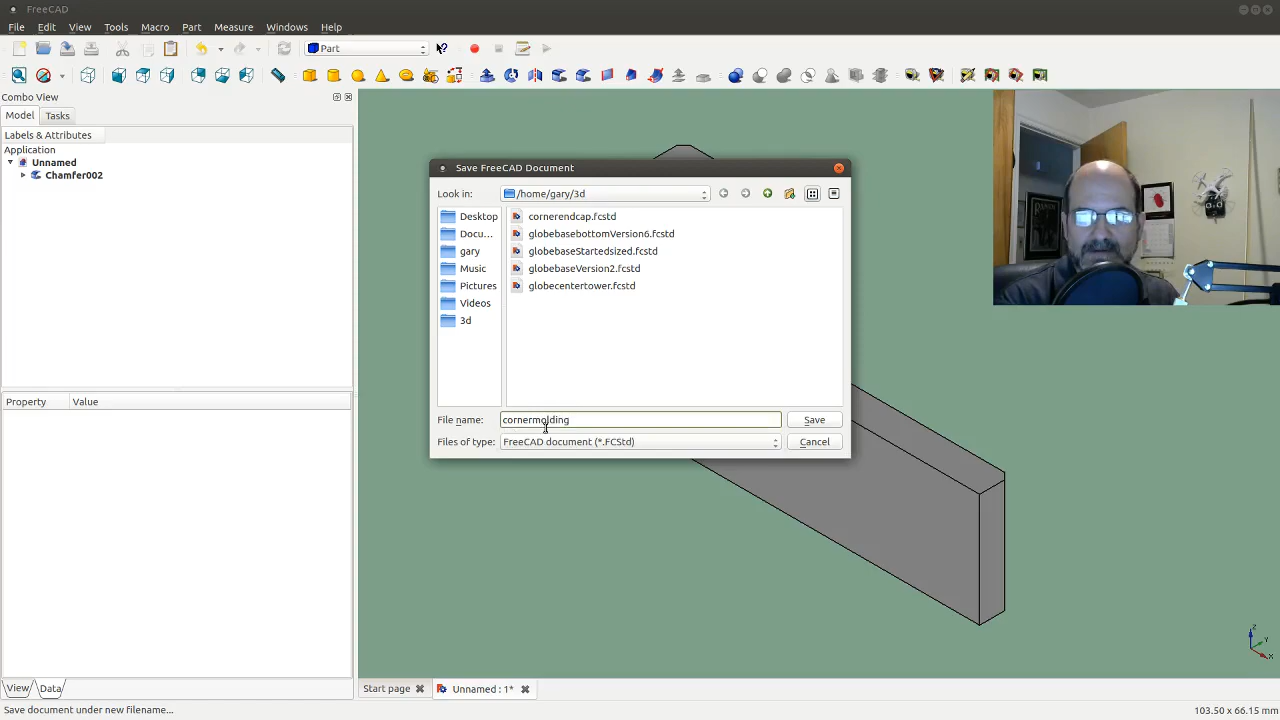 FreeCAD
File Edit View Tools Macro Part Measure Windows Help
Part
Combo View
Model Tasks
Labels & Attributes
Application
Unnamed
Chamfer002
Property Value
View Data
Save FreeCAD Document
Look in: /home/gary/3d
Desktop
Docu...
gary
Music
Pictures
Videos
3d
cornerendcap.fcstd
globebasebottomVersion6.fcstd
globebaseStartedsized.fcstd
globebaseVersion2.fcstd
globecentertower.fcstd
File name: cornermolding Save
Files of type: FreeCAD document (*.FCStd) Cancel
Z
Y
X
Start page Unnamed : 1*
Save document under new filename... 103.50 x 66.15 mm